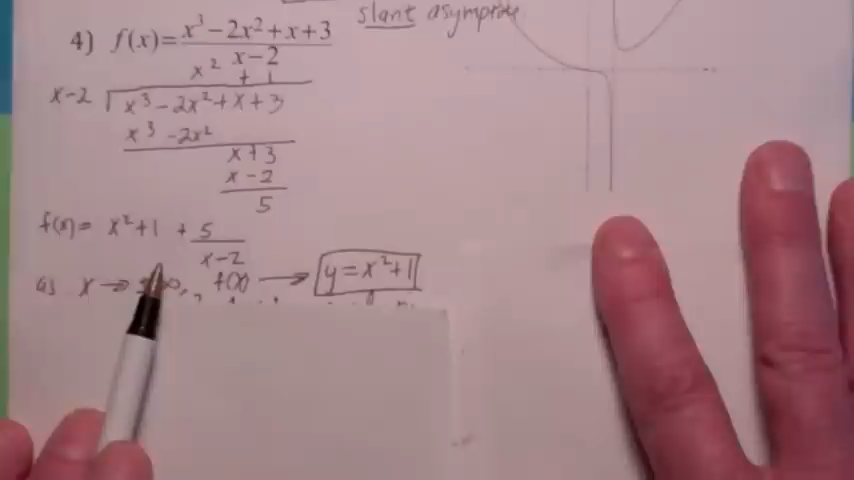 slant asymptote
4) f(x)= x³ - 2x² + x + 3
x - 2
x² + 1
x-2 x³ - 2x² + x + 3
x³ - 2x²
x + 3
x - 2
5
f(x) = x² + 1 + 5
x-2
as x → ±∞, f(x) → y = x² + 1